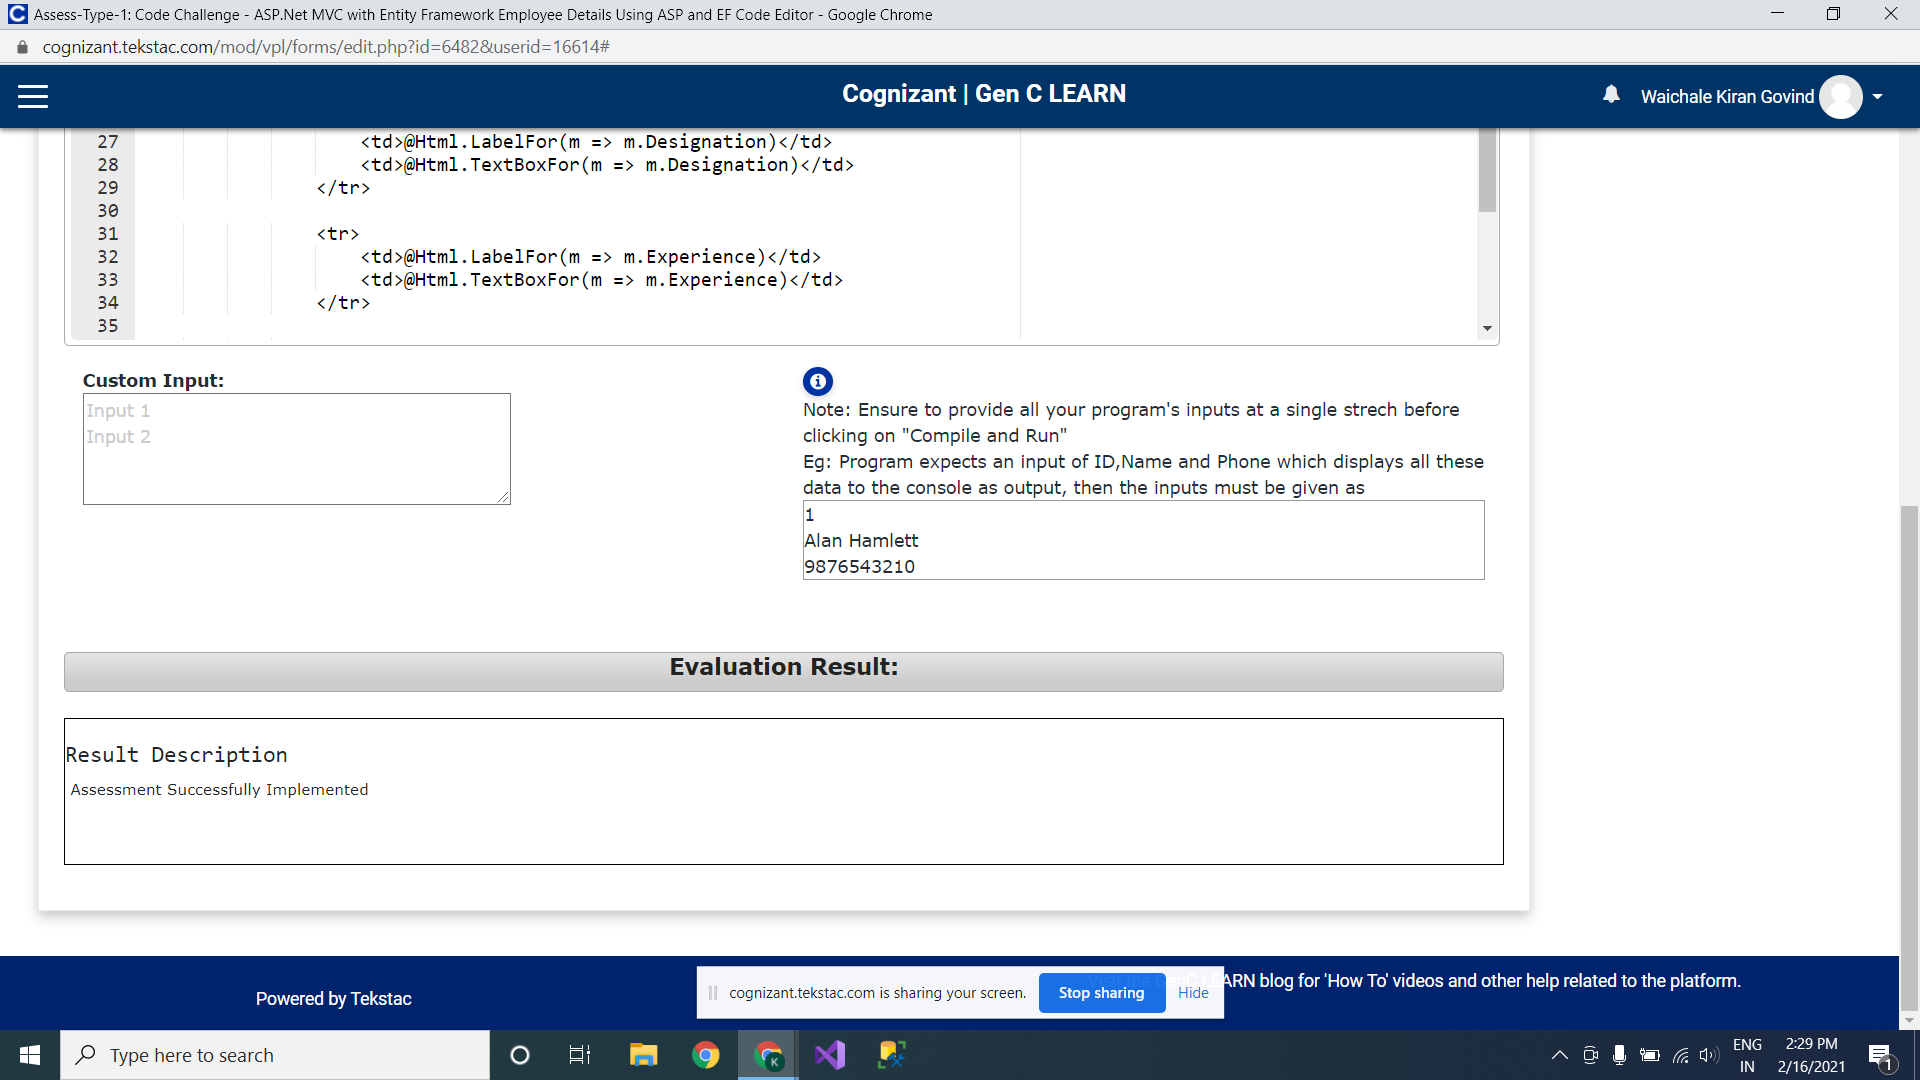 Assess-Type-1: Code Challenge - ASP.Net MVC with Entity Framework Employee Details Using ASP and EF Code Editor - Google Chrome
cognizant.tekstac.com/mod/vpl/forms/edit.php?id=6482&userid=16614#
Cognizant | Gen C LEARN
Waichale Kiran Govind
27 <td>@Html.LabelFor(m => m.Designation)</td>
28 <td>@Html.TextBoxFor(m => m.Designation)</td>
29 </tr>
30
31 <tr>
32 <td>@Html.LabelFor(m => m.Experience)</td>
33 <td>@Html.TextBoxFor(m => m.Experience)</td>
34 </tr>
35
Custom Input:
Input 1
Input 2
Note: Ensure to provide all your program's inputs at a single strech before
clicking on "Compile and Run"
Eg: Program expects an input of ID,Name and Phone which displays all these
data to the console as output, then the inputs must be given as
1
Alan Hamlett
9876543210
Evaluation Result:
Result Description
Assessment Successfully Implemented
Powered by Tekstac
Visit the GenC LEARN blog for 'How To' videos and other help related to the platform.
cognizant.tekstac.com is sharing your screen. Stop sharing Hide
Type here to search
K
ENG
IN
2:29 PM
2/16/2021
1